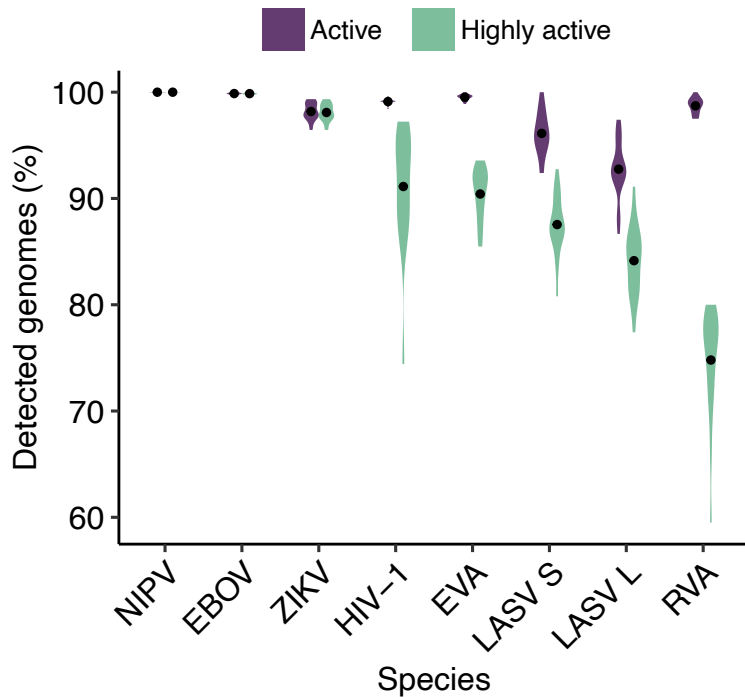 Active Highly active
Detected genomes (%)
100
90
80
70
60
NIPV EBOV ZIKV HIV−1 EVA LASV S LASV L RVA
Species